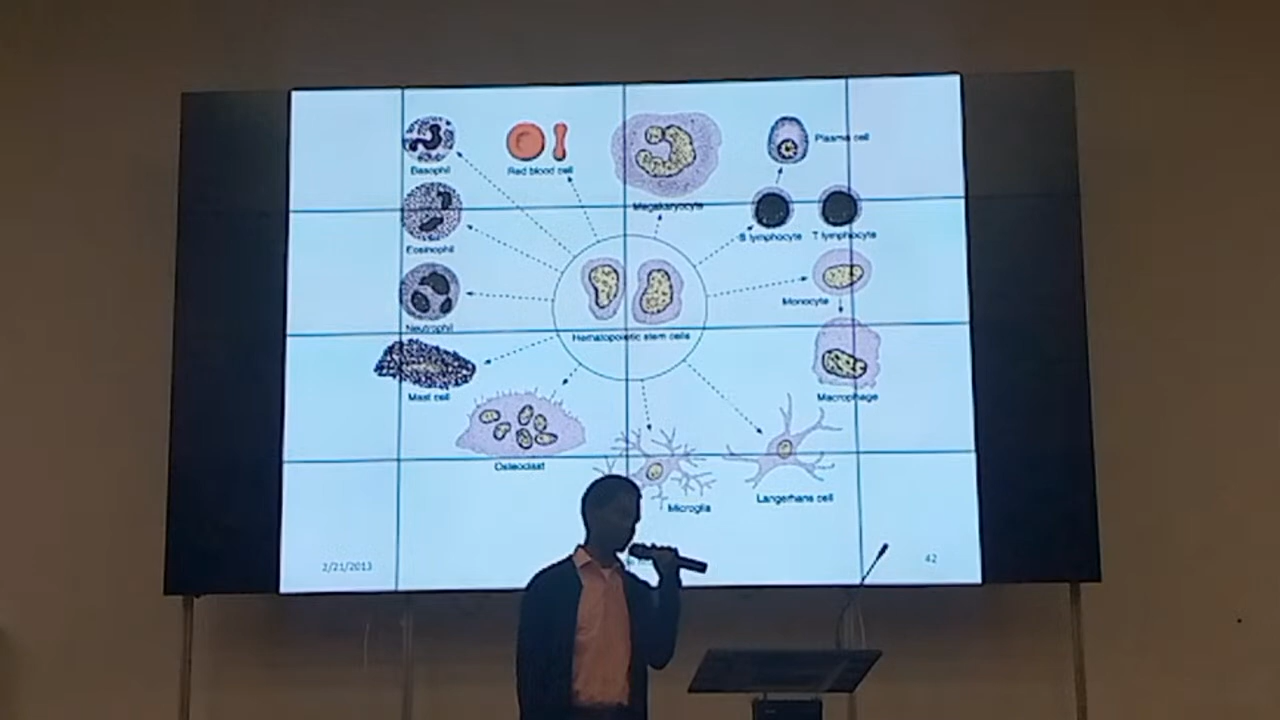 Basophil
Red blood cell
Megakaryocyte
Plasma cell
B lymphocyte
T lymphocyte
Eosinophil
Neutrophil
Monocyte
Hematopoietic stem cells
Mast cell
Macrophage
Osteoclast
Microglia
Langerhans cell
2/21/2013
42